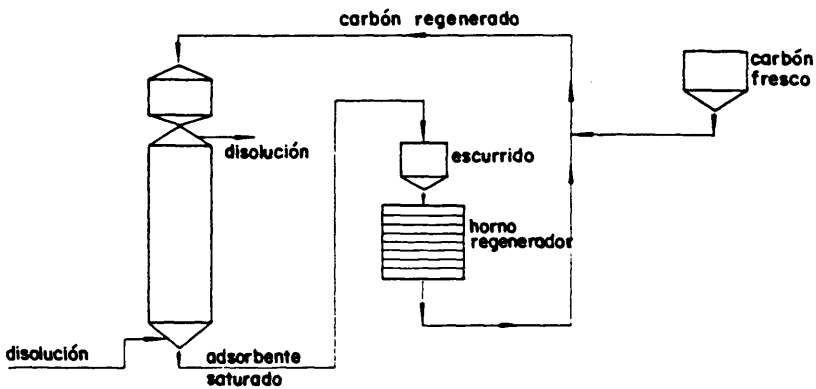 carbón regenerado
carbón
fresco
disolución
escurrido
horno
regenerador
disolución
adsorbente
saturado